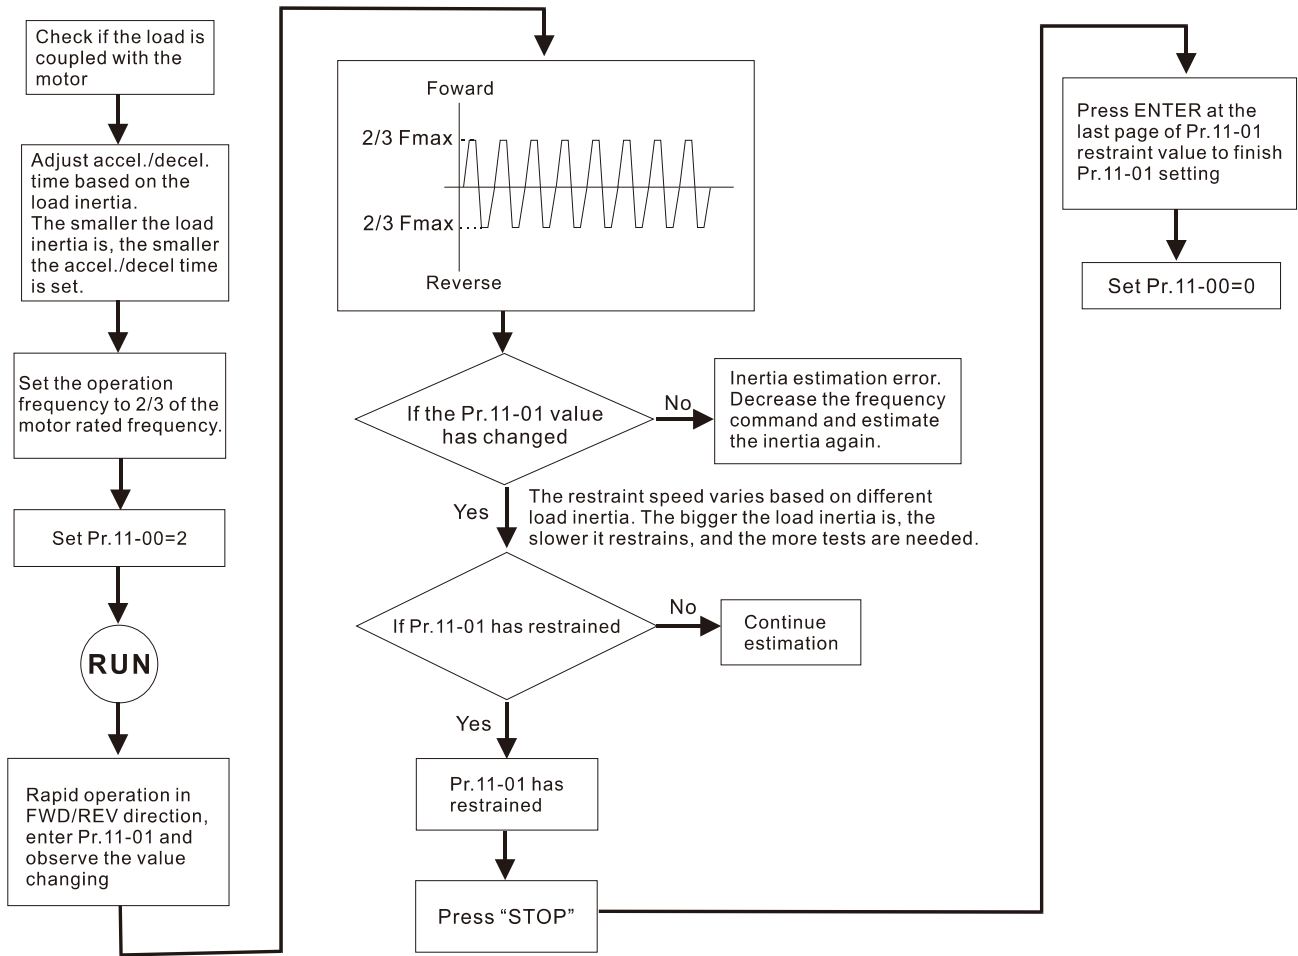 Check if the load is
coupled with the
motor
Adjust accel./decel.
time based on the
load inertia.
The smaller the load
inertia is, the smaller
the accel./decel time
is set.
Set the operation
frequency to 2/3 of the
motor rated frequency.
Set Pr.11-00=2
RUN
Rapid operation in
FWD/REV direction,
enter Pr.11-01 and
observe the value
changing
Foward
2/3 Fmax
2/3 Fmax
Reverse
If the Pr.11-01 value
has changed
No
Inertia estimation error.
Decrease the frequency
command and estimate
the inertia again.
Yes
The restraint speed varies based on different
load inertia. The bigger the load inertia is, the
slower it restrains, and the more tests are needed.
If Pr.11-01 has restrained
No
Continue
estimation
Yes
Pr.11-01 has
restrained
Press “STOP”
Press ENTER at the
last page of Pr.11-01
restraint value to finish
Pr.11-01 setting
Set Pr.11-00=0